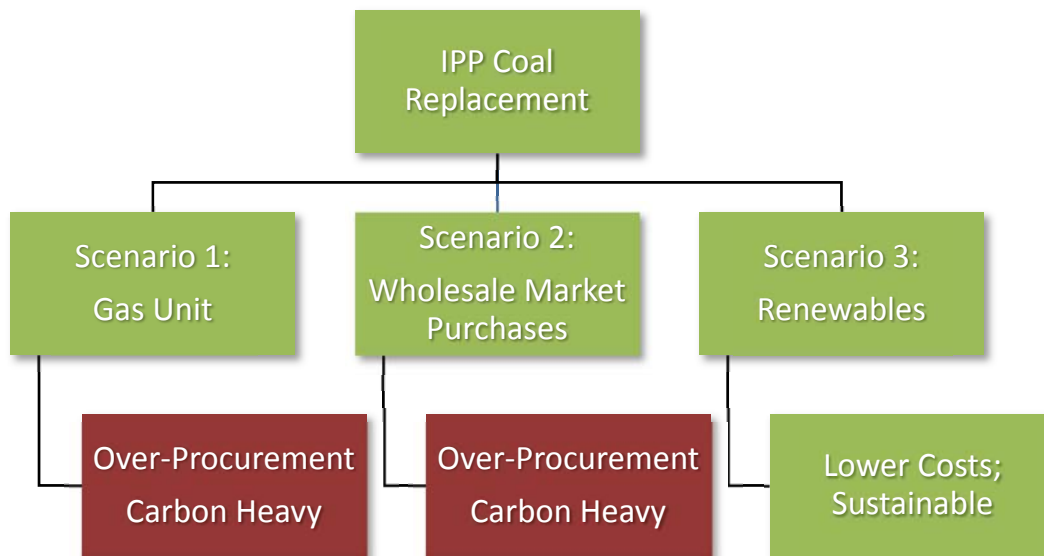 IPP Coal
Replacement
Scenario 1:
Gas Unit
Scenario 2:
Wholesale Market
Purchases
Scenario 3:
Renewables
Over-Procurement
Carbon Heavy
Over-Procurement
Carbon Heavy
Lower Costs;
Sustainable